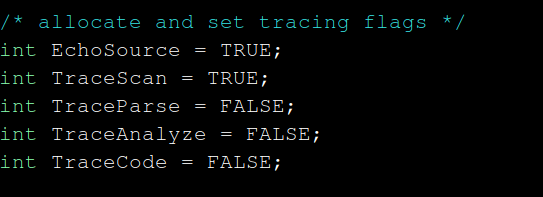 /* allocate and set tracing flags */
int EchoSource = TRUE;
int TraceScan = TRUE;
int TraceParse = FALSE;
int TraceAnalyze = FALSE;
int TraceCode = FALSE;